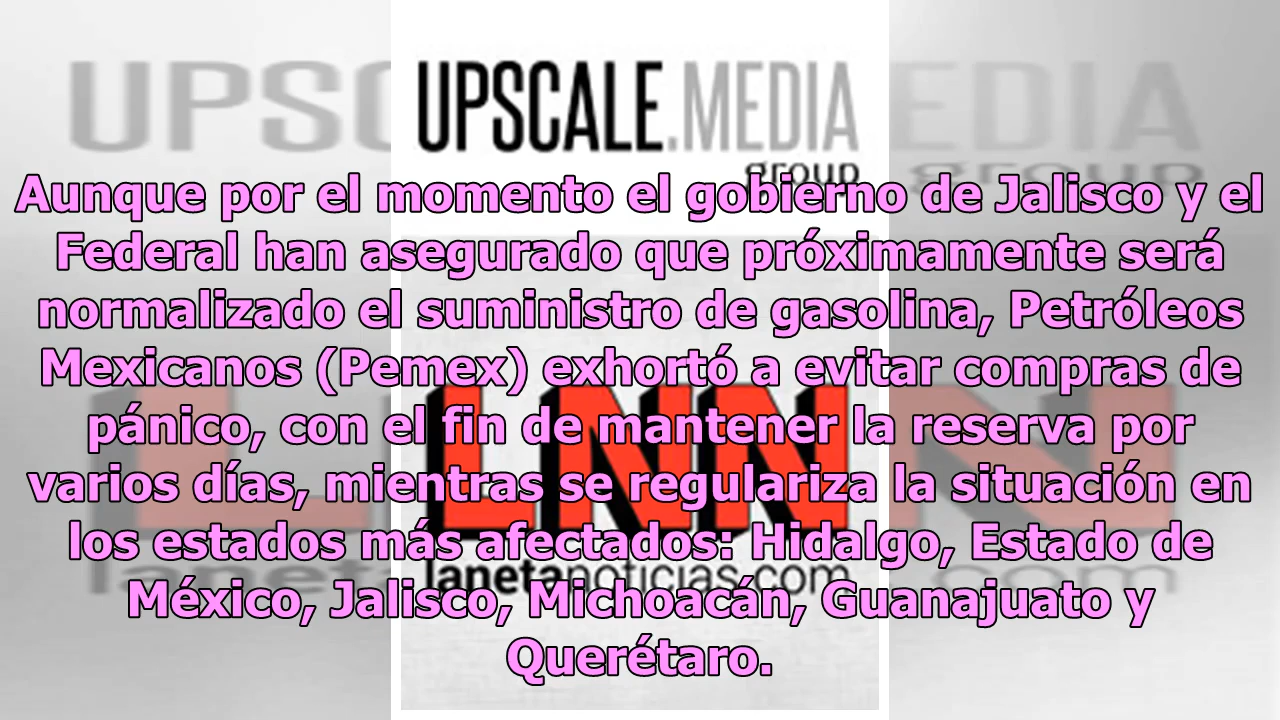 UPSCALE.MEDIA
group
Aunque por el momento el gobierno de Jalisco y el
Federal han asegurado que próximamente será
normalizado el suministro de gasolina, Petróleos
Mexicanos (Pemex) exhortó a evitar compras de
pánico, con el fin de mantener la reserva por
varios días, mientras se regulariza la situación en
los estados más afectados: Hidalgo, Estado de
México, Jalisco, Michoacán, Guanajuato y
Querétaro.
LNN
lanetanoticias.com